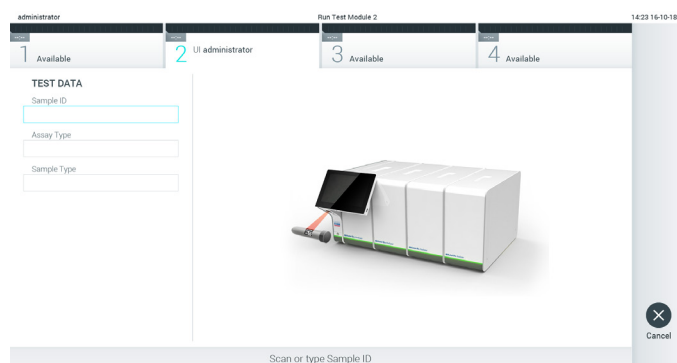 administrator Run Test Module 2 14:23 16-10-18
--:-- --:-- --:-- --:--
1 Available 2 UI administrator 3 Available 4 Available
TEST DATA
Sample ID
Assay Type
Sample Type
Cancel
Scan or type Sample ID